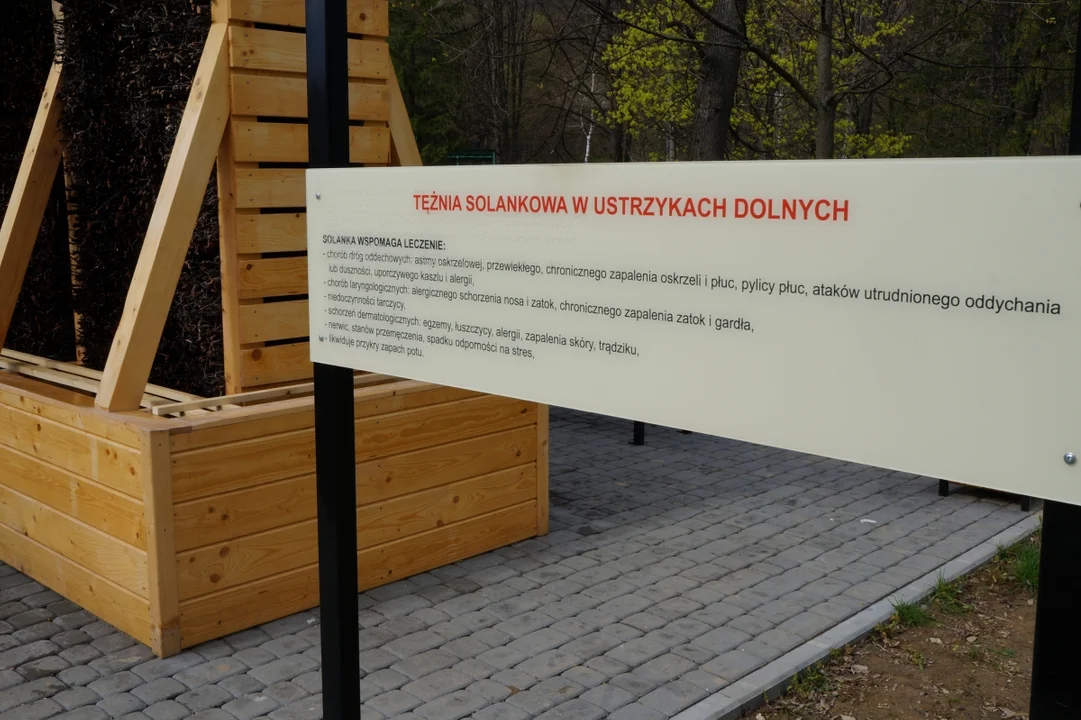 TĘŻNIA SOLANKOWA W USTRZYKACH DOLNYCH
SOLANKA WSPOMAGA LECZENIE:
- chorób dróg oddechowych: astmy oskrzelowej, przewiekłego, chronicznego zapalenia oskrzeli i płuc, pylicy płuc, ataków utrudnionego oddychania
lub duszności, uporczywego kaszlu i alergii,
- chorób laryngologicznych: alergicznego schorzenia nosa i zatok, chronicznego zapalenia zatok i gardła,
- niedoczynności tarczycy,
- schorzeń dermatologicznych: egzemy, łuszczycy, alergii, zapalenia skóry, trądziku,
- nerwic, stanów przemęczenia, spadku odporności na stres,
- likwiduje przykry zapach potu.